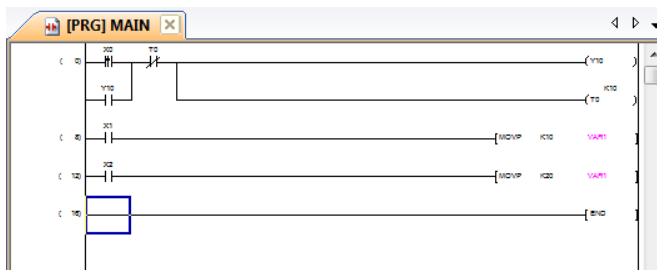 [PRG] MAIN
X0 T0
( 0) (Y10 )
Y10 K10
(T0 )
X1
( 8) [MOVP K10 VAR1 ]
X2
( 12) [MOVP K20 VAR1 ]
( 16) [END ]